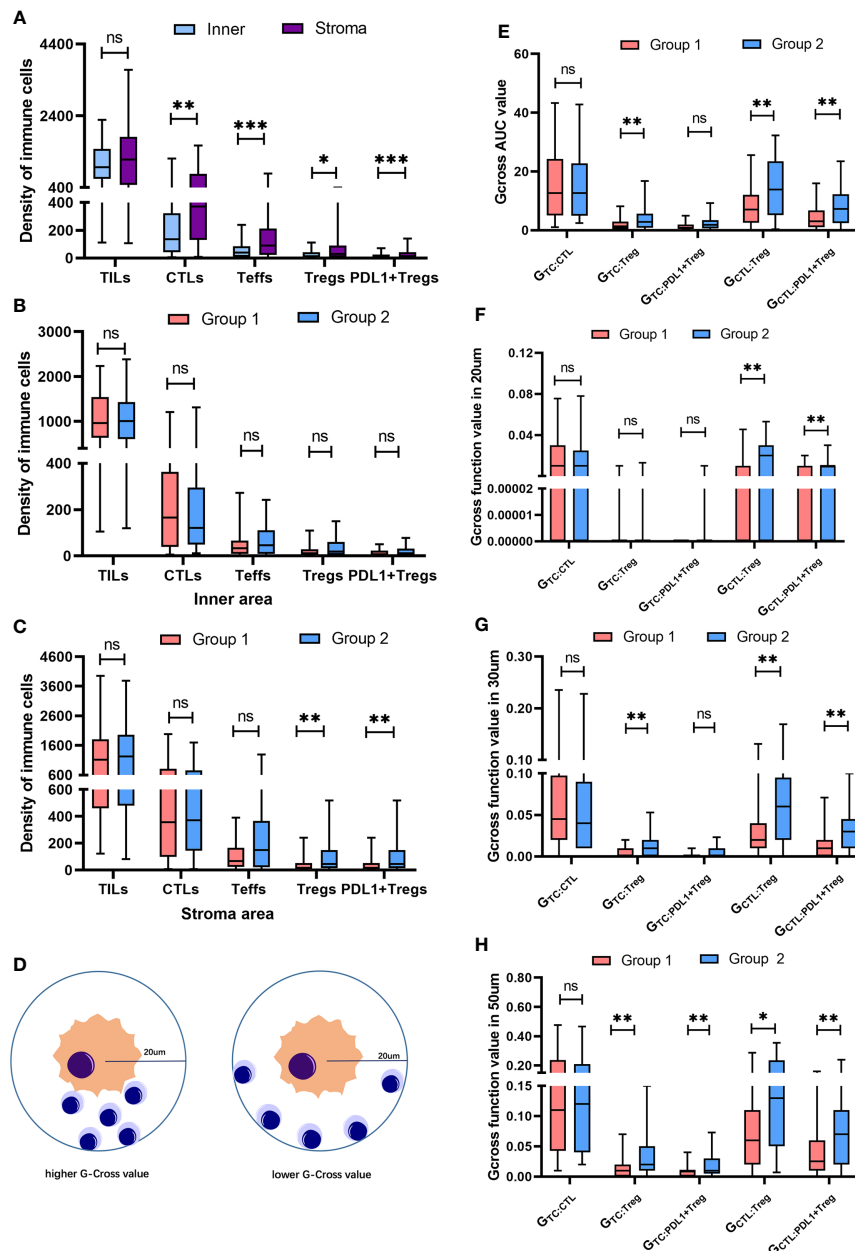 A
Inner Stroma
Density of immune cells
4400
2400
400
400
200
0
ns
**
***
*
***
TILs CTLs Teffs Tregs PDL1+Tregs
B
Group 1 Group 2
Density of immune cells
3000
2000
1000
400
200
0
ns
ns
ns
ns
ns
TILs CTLs Teffs Tregs PDL1+Tregs
Inner area
C
Group 1 Group 2
Density of immune cells
4600
3600
2600
1600
600
600
400
200
0
ns
ns
ns
**
**
TILs CTLs Teffs Tregs PDL1+Tregs
Stroma area
D
20um
20um
higher G-Cross value
lower G-Cross value
E
Group 1 Group 2
Gcross AUC value
60
40
20
0
ns
**
ns
**
**
GTC:CTL
GTC:Treg
GTC:PDL1+Treg
GCTL:Treg
GCTL:PDL1+Treg
F
Group 1 Group 2
Gcross function value in 20um
0.12
0.08
0.04
0.00002
0.00001
0.00000
ns
ns
ns
**
**
GTC:CTL
GTC:Treg
GTC:PDL1+Treg
GCTL:Treg
GCTL:PDL1+Treg
G
Group 1 Group 2
Gcross function value in 30um
0.30
0.20
0.10
0.10
0.05
0.00
ns
**
ns
**
**
GTC:CTL
GTC:Treg
GTC:PDL1+Treg
GCTL:Treg
GCTL:PDL1+Treg
H
Group 1 Group 2
Gcross function value in 50um
0.80
0.60
0.50
0.40
0.30
0.15
0.15
0.10
0.05
0.00
ns
**
**
*
**
GTC:CTL
GTC:Treg
GTC:PDL1+Treg
GCTL:Treg
GCTL:PDL1+Treg